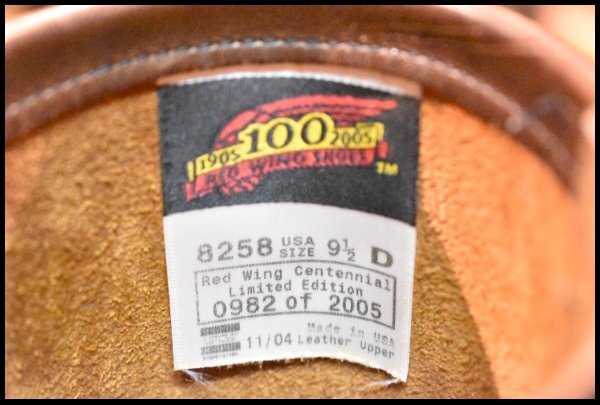 1905 100 2005
RED WING SHOES TM
8258 USA SIZE 9½ D
Red Wing Centennial
Limited Edition
0982 of 2005
11/04 Made in USA
Leather Upper